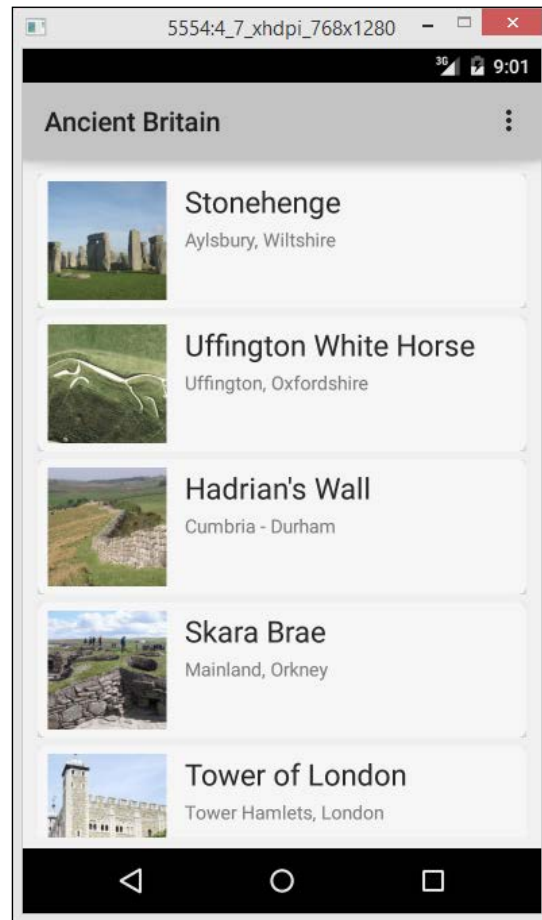 5554:4_7_xhdpi_768x1280
3G 9:01
Ancient Britain
Stonehenge
Aylsbury, Wiltshire
Uffington White Horse
Uffington, Oxfordshire
Hadrian's Wall
Cumbria - Durham
Skara Brae
Mainland, Orkney
Tower of London
Tower Hamlets, London